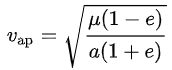 v_ap = √(μ(1 − e) / a(1 + e))